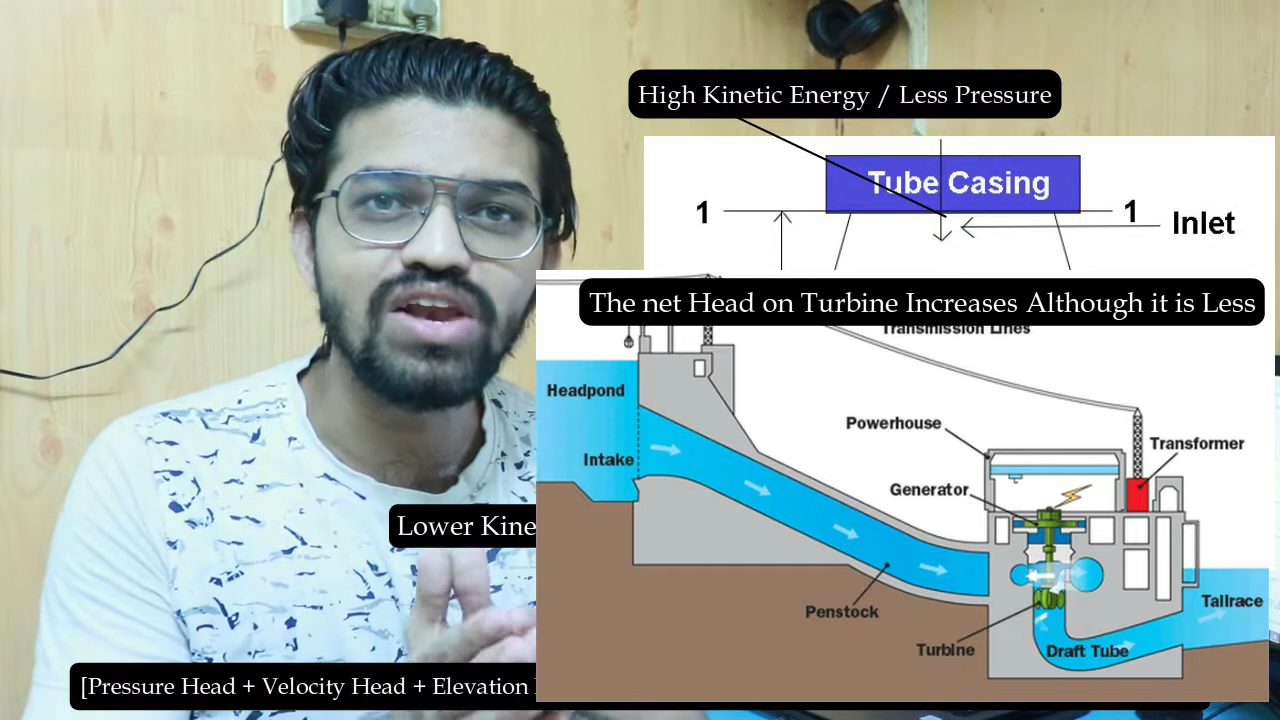 High Kinetic Energy / Less Pressure
Tube Casing
1
1
Inlet
The net Head on Turbine Increases Although it is Less
Transmission Lines
Headpond
Powerhouse
Transformer
Intake
Generator
Lower Kine
Penstock
Tailrace
Turbine
Draft Tube
[Pressure Head + Velocity Head + Elevation